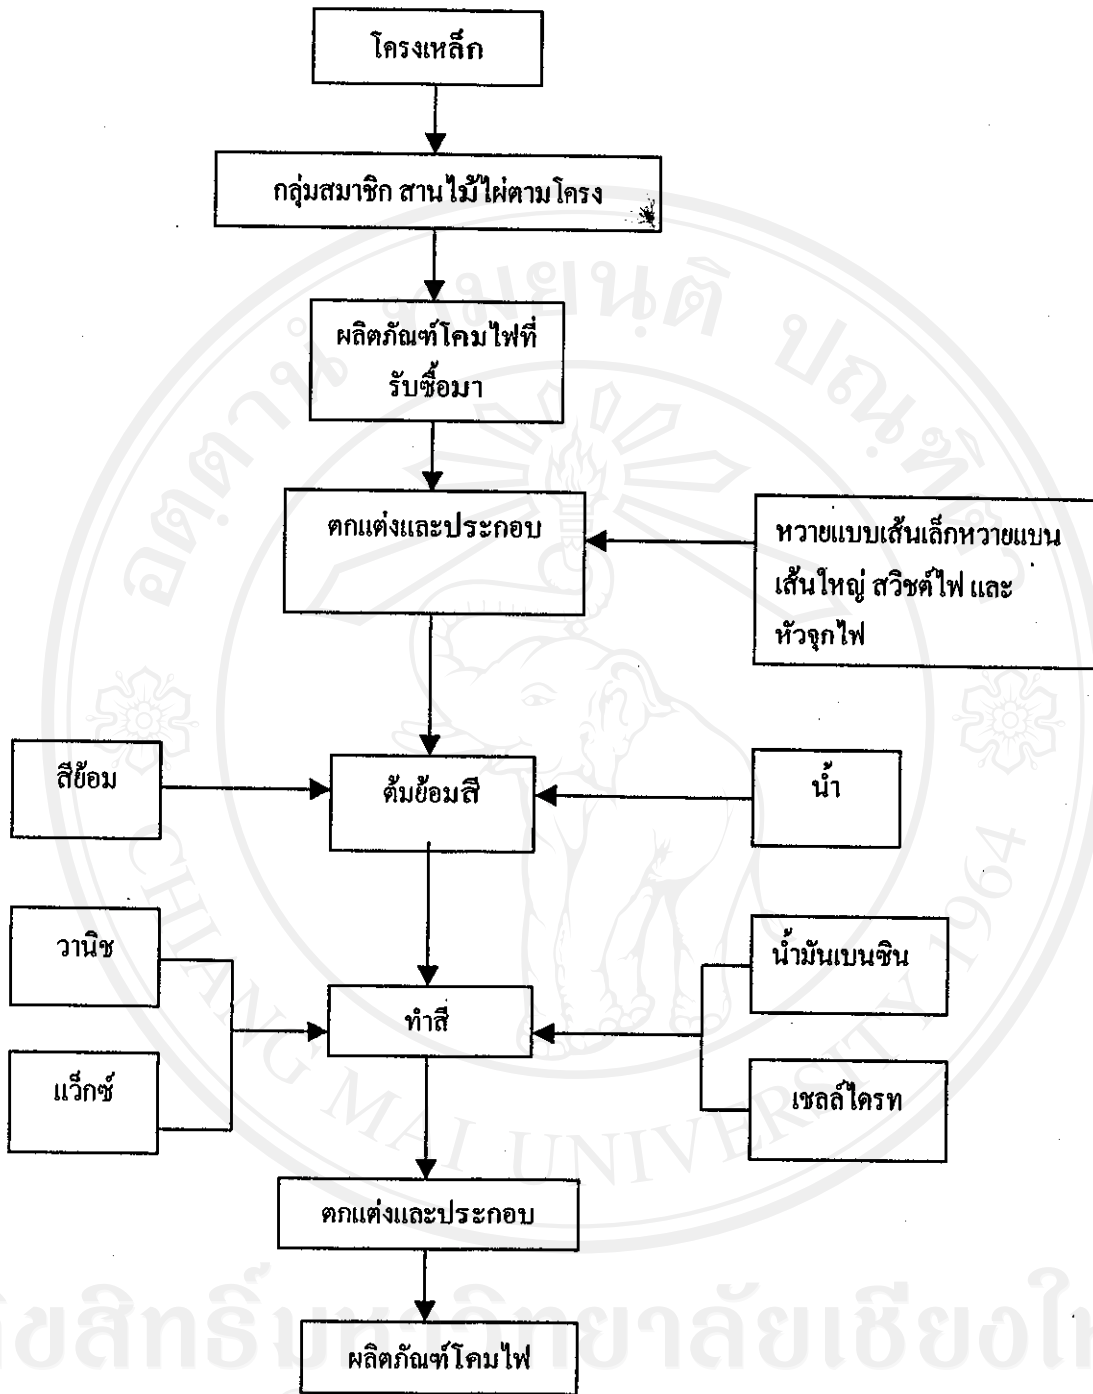 โครงเหล็ก
กลุ่มสมาชิก สานไม้ไผ่ตามโครง
ผลิตภัณฑ์โคมไฟที่
รับซื้อมา
ตกแต่งและประกอบ
หวายแบบเส้นเล็กหวายแบน
เส้นใหญ่ สวิชต์ไฟ และ
หัวจุกไฟ
สีย้อม
ต้มย้อมสี
น้ำ
วานิช
น้ำมันเบนซิน
ทำสี
แว็กซ์
เชลล์ไดรท
ตกแต่งและประกอบ
ผลิตภัณฑ์โคมไฟ
CHIANG MAI UNIVERSITY 1964